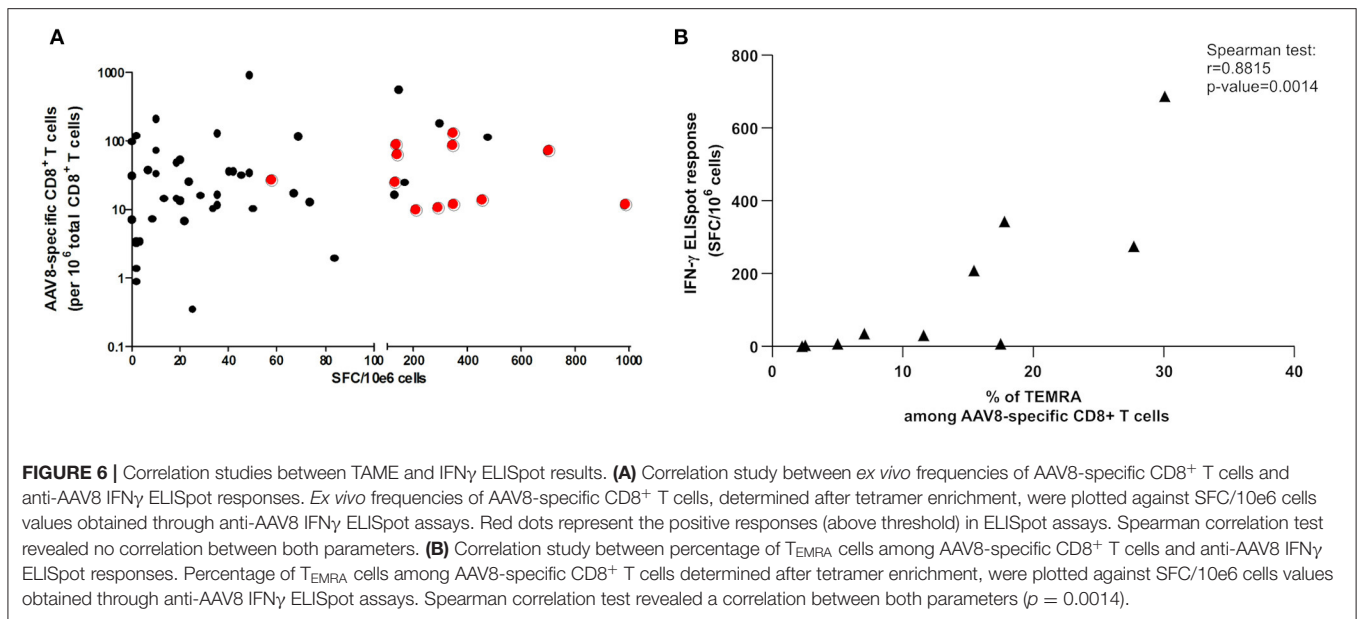 A
AAV8-specific CD8+ T cells
(per 10^6 total CD8+ T cells)
1000
100
10
1
0.1
0 20 40 60 80 100 200 400 600 800 1000
SFC/10e6 cells
B
Spearman test:
r=0.8815
p-value=0.0014
IFN-γ ELISpot response
(SFC/10^6 cells)
800
600
400
200
0
0 10 20 30 40
% of TEMRA
among AAV8-specific CD8+ T cells
FIGURE 6 | Correlation studies between TAME and IFNγ ELISpot results. (A) Correlation study between ex vivo frequencies of AAV8-specific CD8+ T cells and
anti-AAV8 IFNγ ELISpot responses. Ex vivo frequencies of AAV8-specific CD8+ T cells, determined after tetramer enrichment, were plotted against SFC/10e6 cells
values obtained through anti-AAV8 IFNγ ELISpot assays. Red dots represent the positive responses (above threshold) in ELISpot assays. Spearman correlation test
revealed no correlation between both parameters. (B) Correlation study between percentage of TEMRA cells among AAV8-specific CD8+ T cells and anti-AAV8 IFNγ
ELISpot responses. Percentage of TEMRA cells among AAV8-specific CD8+ T cells determined after tetramer enrichment, were plotted against SFC/10e6 cells values
obtained through anti-AAV8 IFNγ ELISpot assays. Spearman correlation test revealed a correlation between both parameters (p = 0.0014).